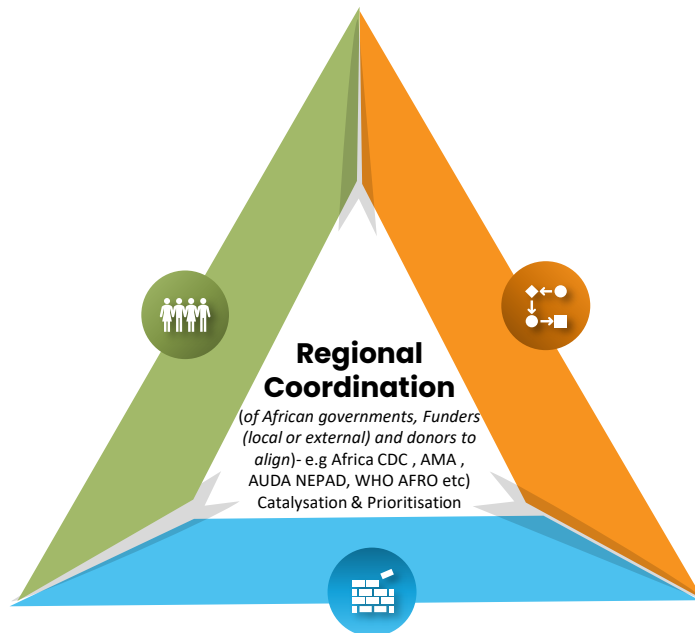 Regional
Coordination
(of African governments, Funders
(local or external) and donors to
align)- e.g Africa CDC , AMA ,
AUDA NEPAD, WHO AFRO etc)
Catalysation & Prioritisation